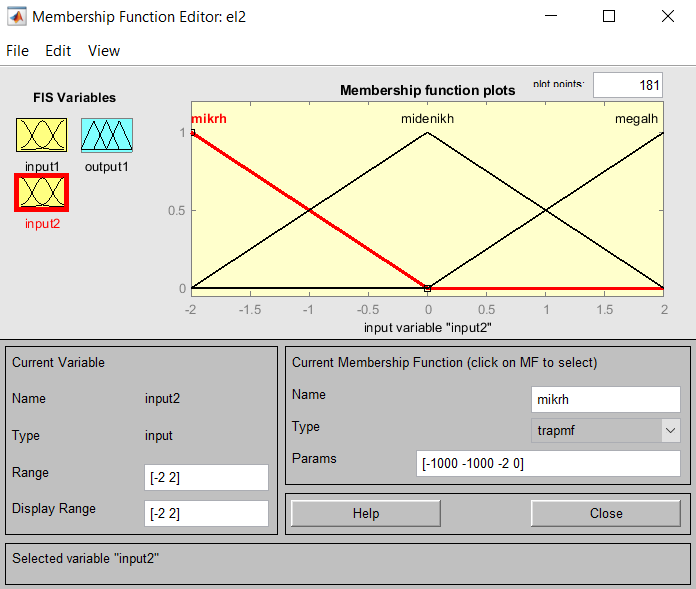 Membership Function Editor: el2
File Edit View
FIS Variables
input1
output1
input2
Membership function plots
plot points:
181
mikrh
midenikh
megalh
1
0.5
0
-2 -1.5 -1 -0.5 0 0.5 1 1.5 2
input variable "input2"
Current Variable
Name input2
Type input
Range [-2 2]
Display Range [-2 2]
Current Membership Function (click on MF to select)
Name mikrh
Type trapmf
Params [-1000 -1000 -2 0]
Help Close
Selected variable "input2"